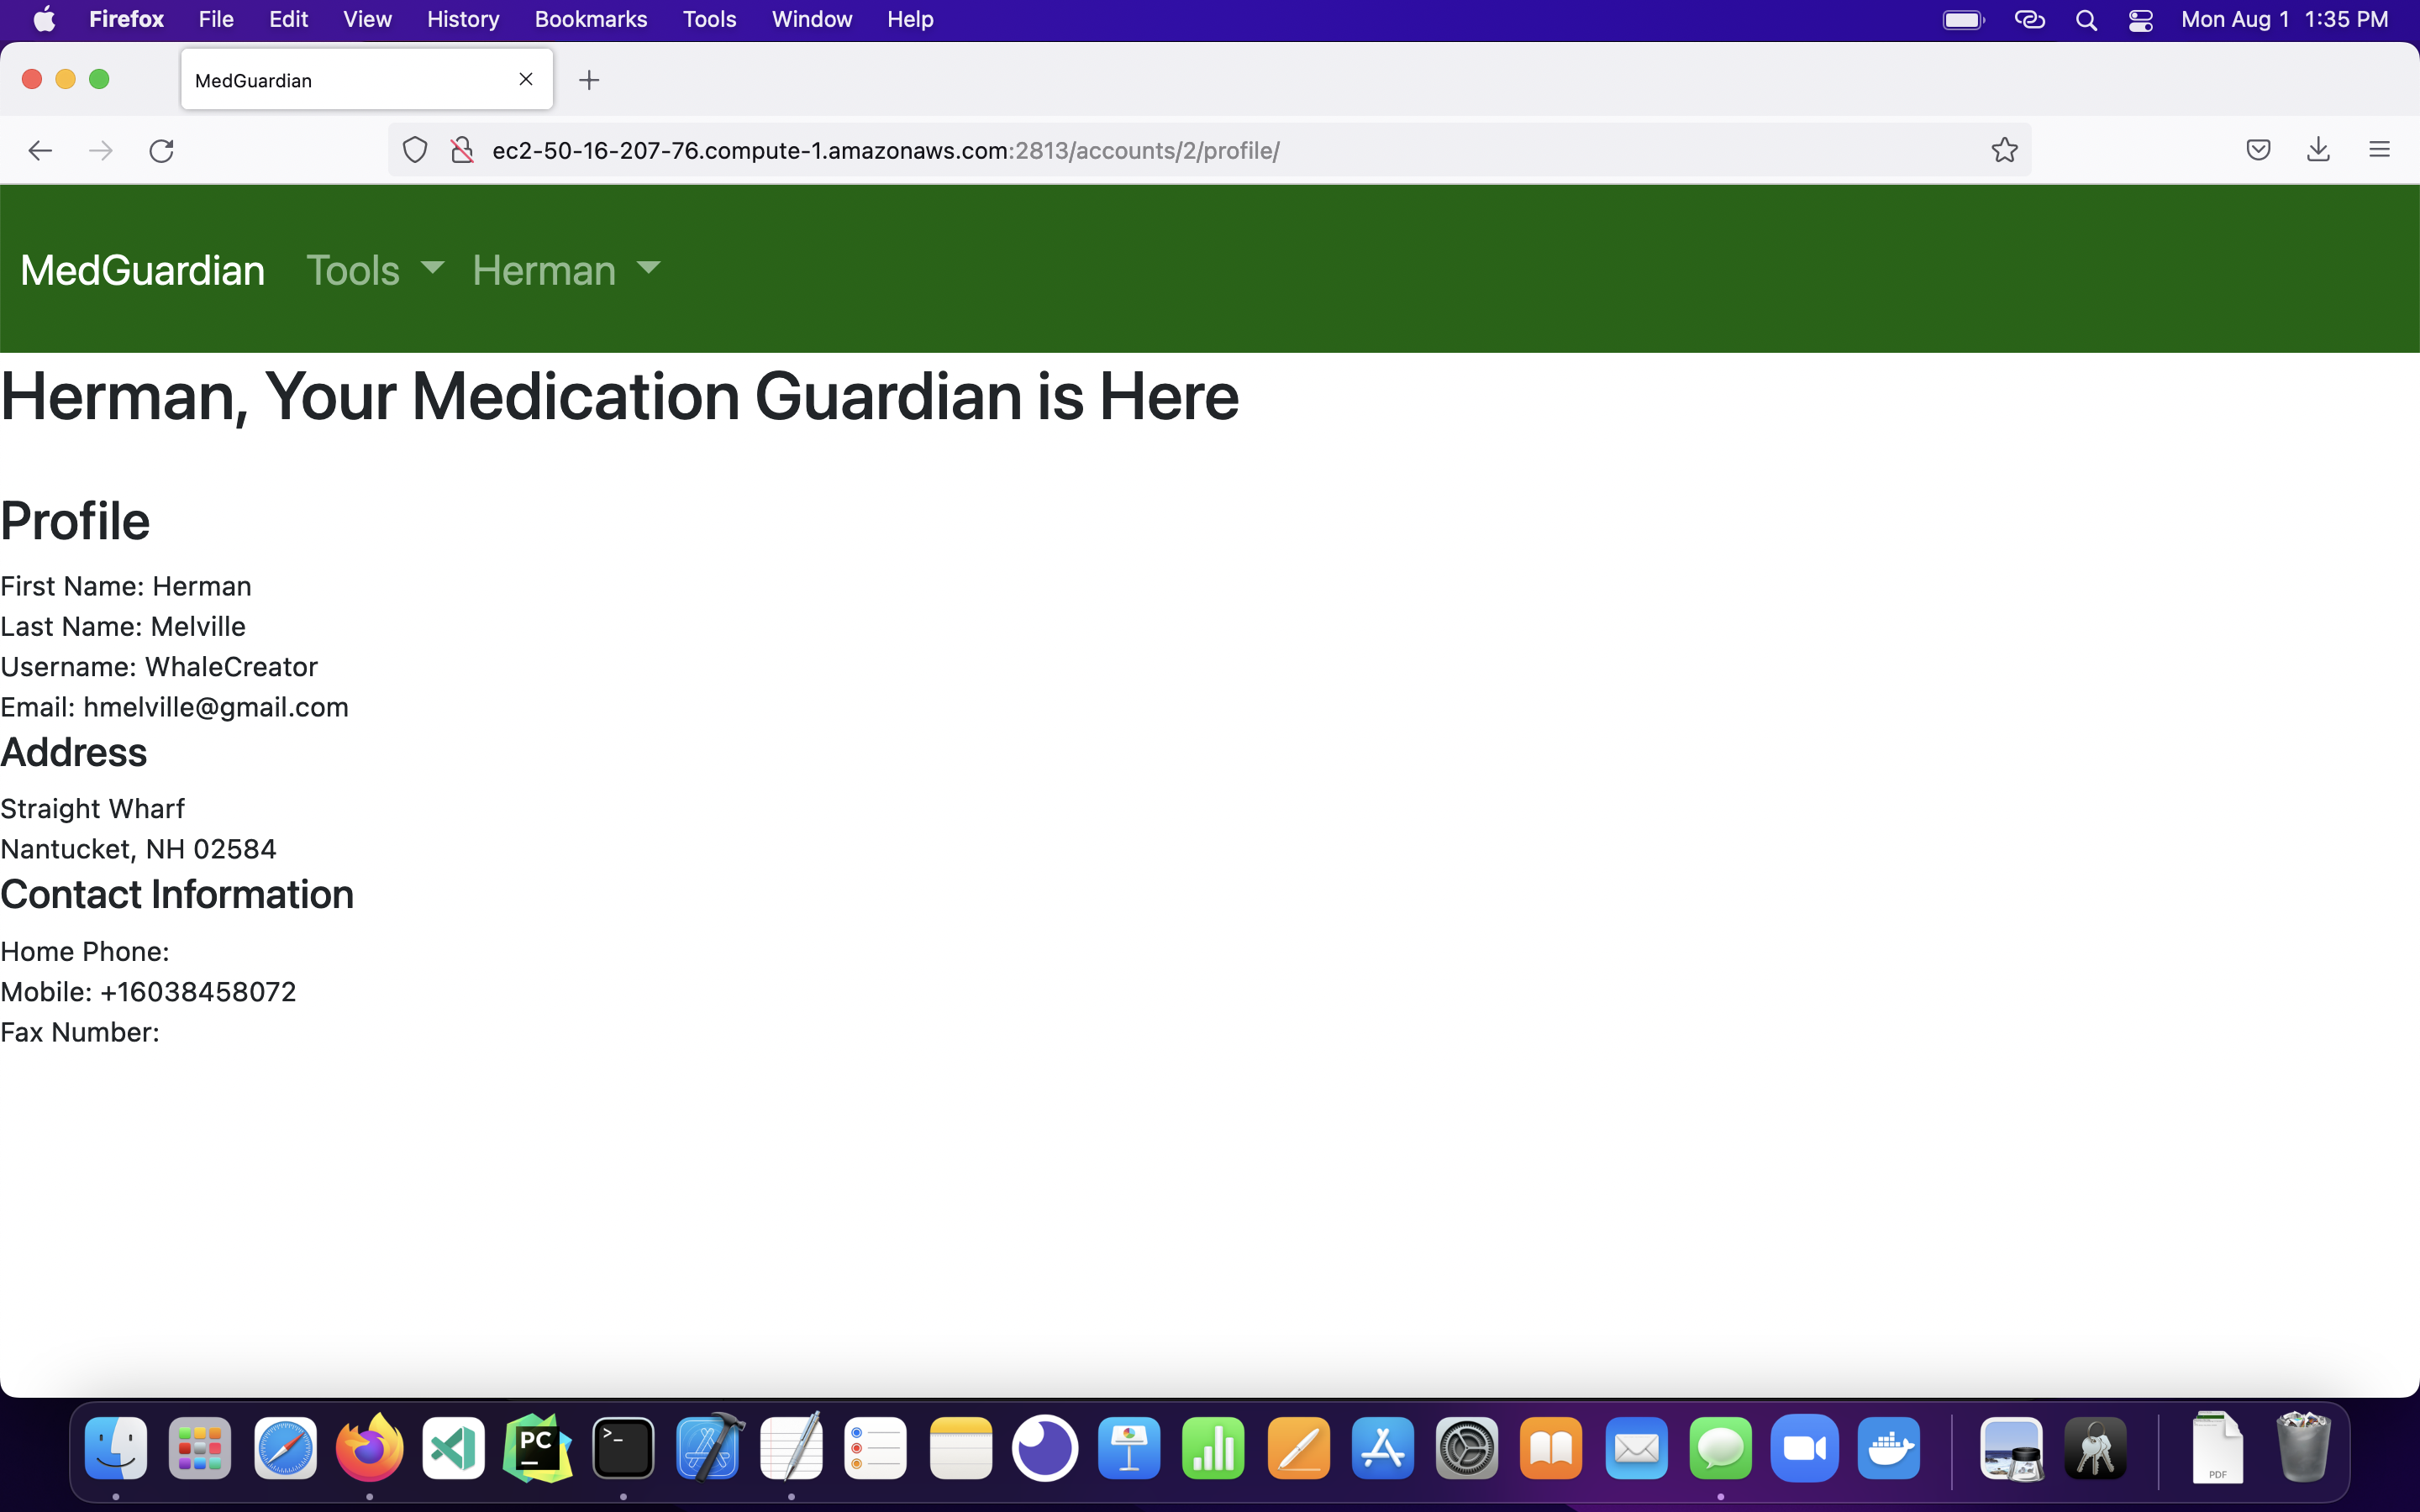 Firefox File Edit View History Bookmarks Tools Window Help Mon Aug 1 1:35 PM
MedGuardian
ec2-50-16-207-76.compute-1.amazonaws.com:2813/accounts/2/profile/
MedGuardian Tools Herman
Herman, Your Medication Guardian is Here
Profile
First Name: Herman
Last Name: Melville
Username: WhaleCreator
Email: hmelville@gmail.com
Address
Straight Wharf
Nantucket, NH 02584
Contact Information
Home Phone:
Mobile: +16038458072
Fax Number:
PC
>_
PDF